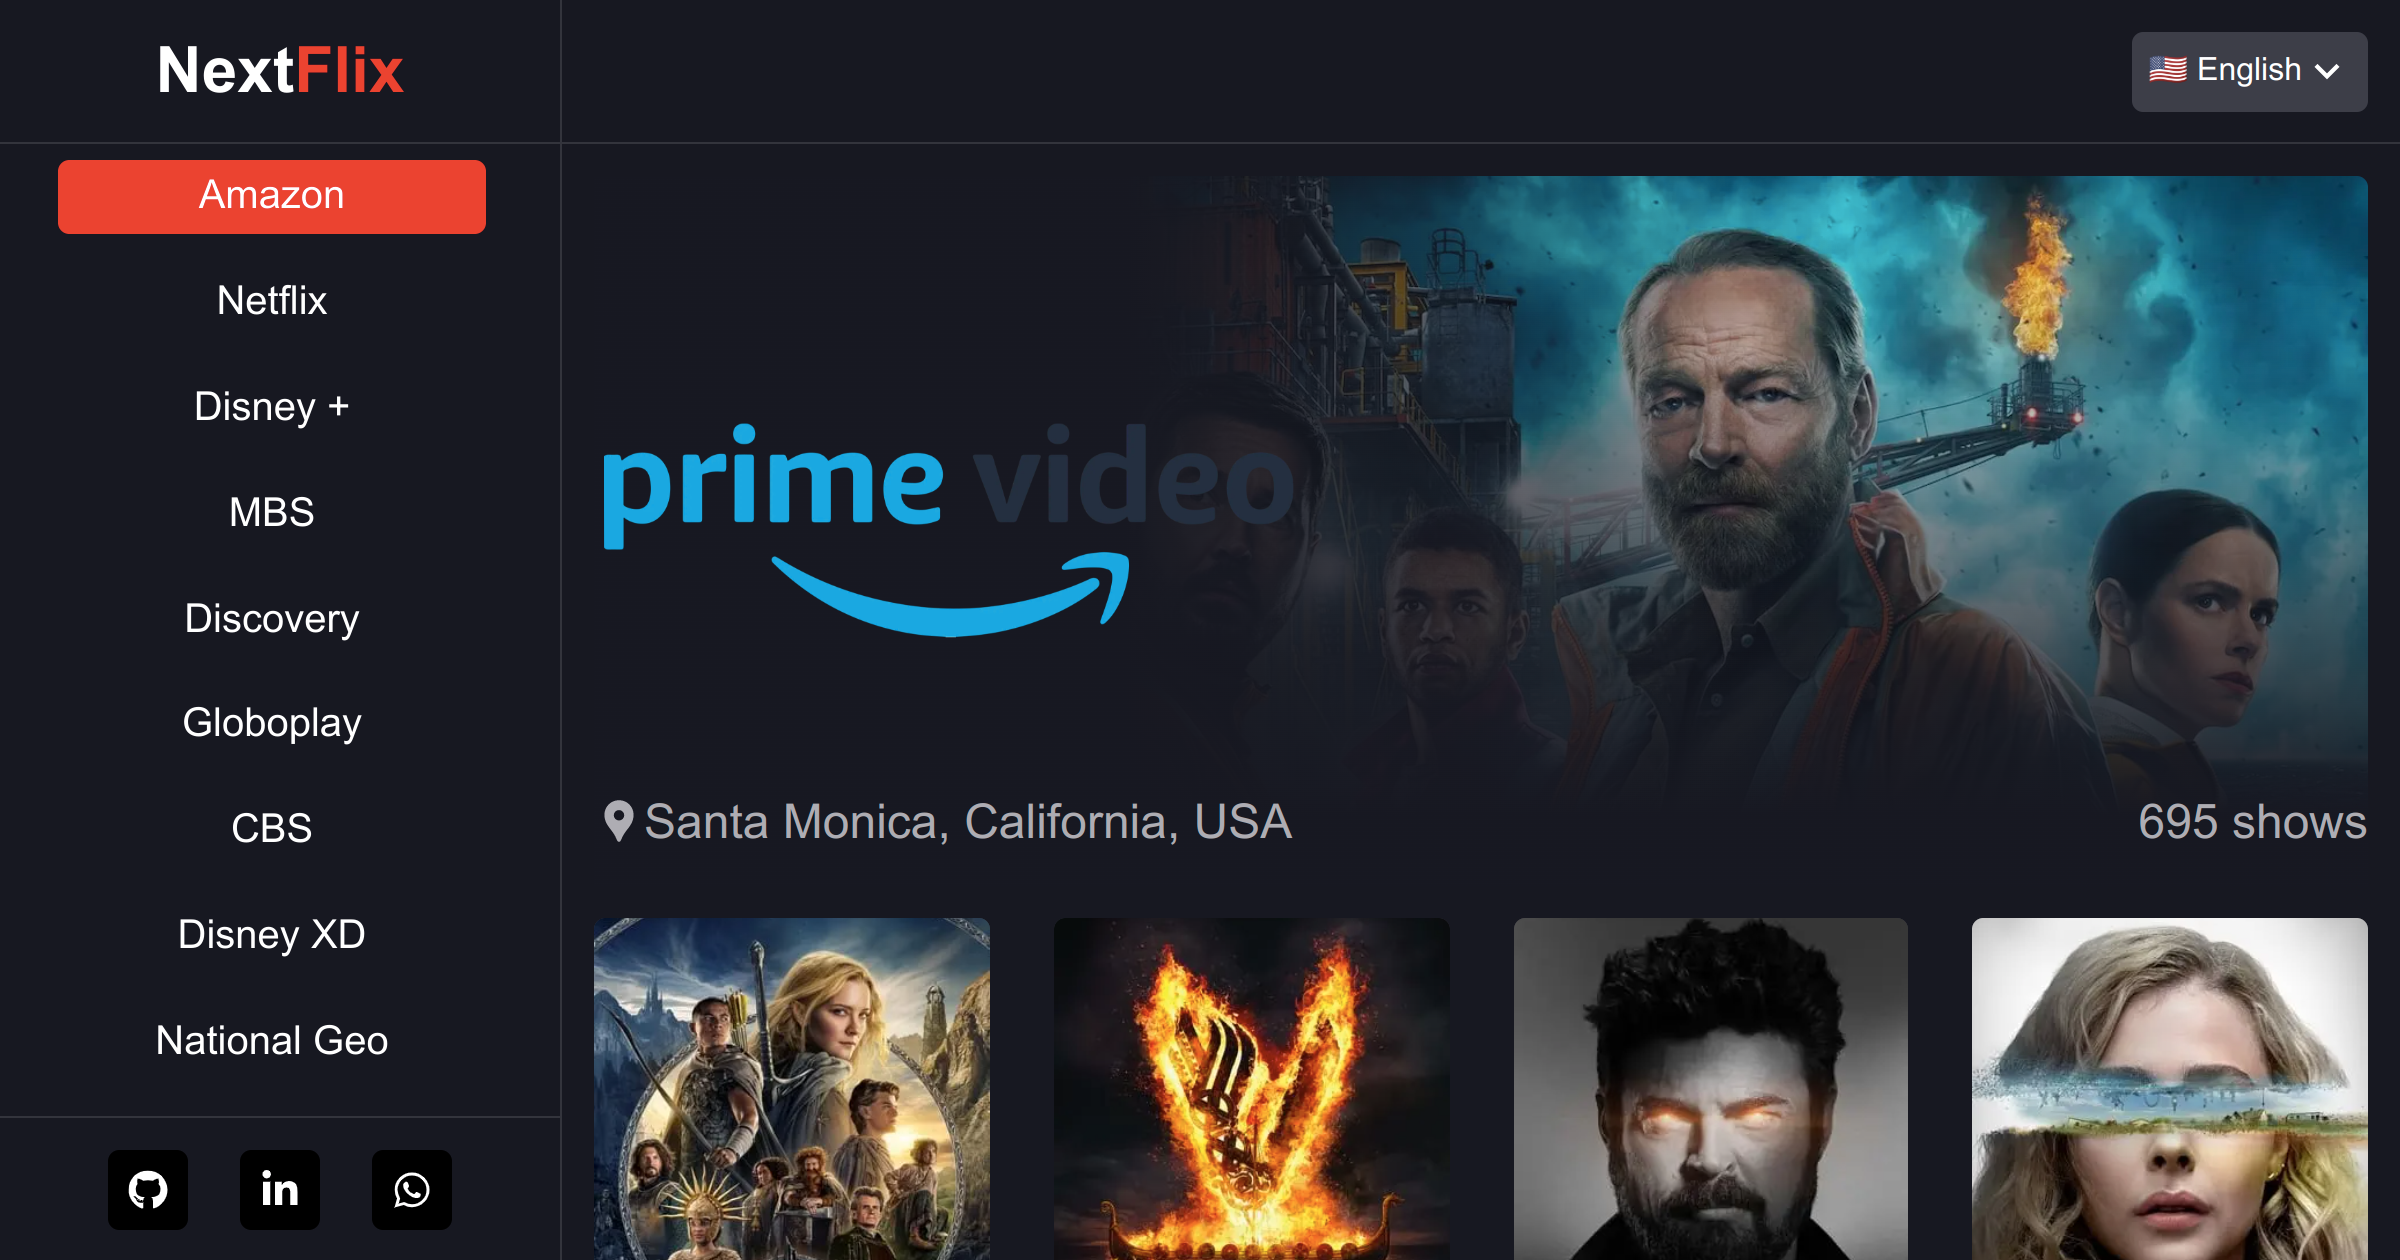 NextFlix
English
Amazon
Netflix
Disney +
MBS
Discovery
Globoplay
CBS
Disney XD
National Geo
prime video
Santa Monica, California, USA
695 shows
in